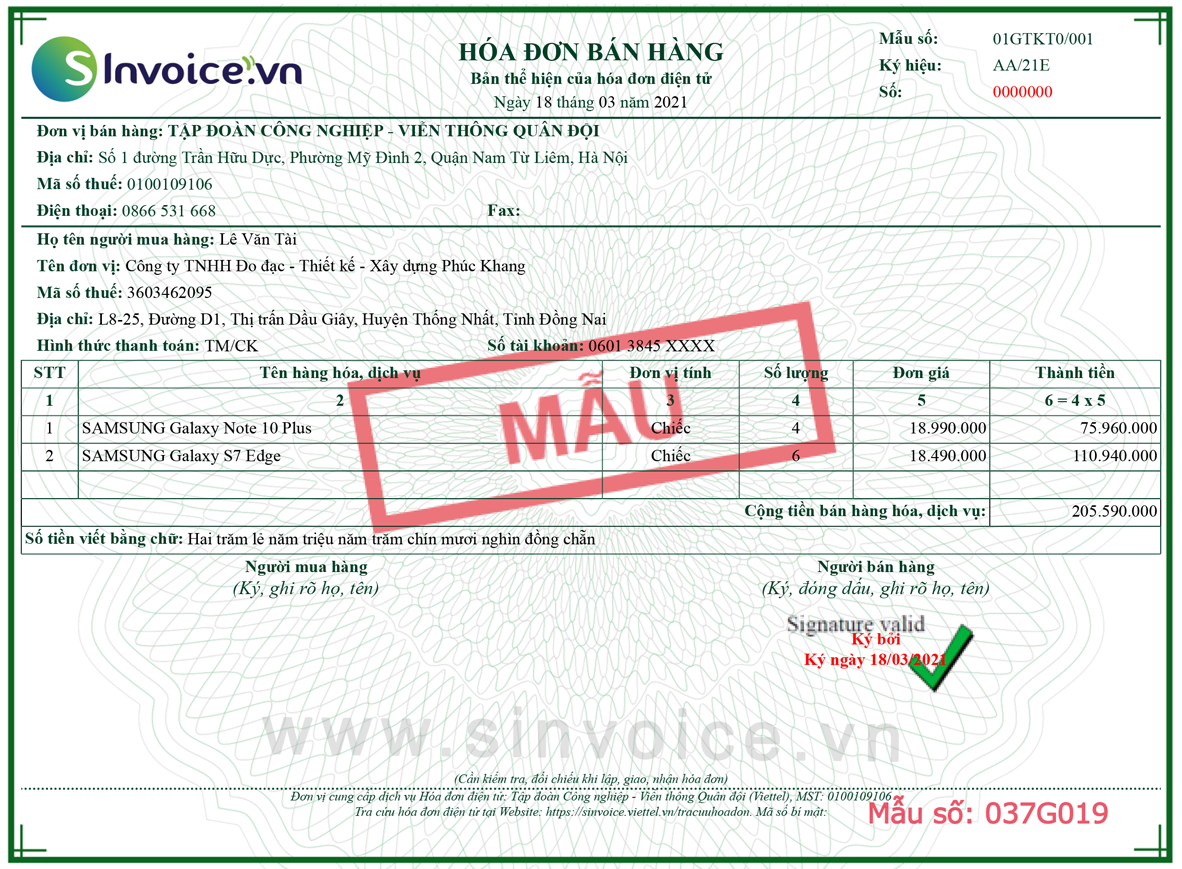 SInvoice.vn
HÓA ĐƠN BÁN HÀNG
Bản thể hiện của hóa đơn điện tử
Ngày 18 tháng 03 năm 2021
Mẫu số: 01GTKT0/001
Ký hiệu: AA/21E
Số: 0000000
Đơn vị bán hàng: TẬP ĐOÀN CÔNG NGHIỆP - VIỄN THÔNG QUÂN ĐỘI
Địa chỉ: Số 1 đường Trần Hữu Dực, Phường Mỹ Đình 2, Quận Nam Từ Liêm, Hà Nội
Mã số thuế: 0100109106
Điện thoại: 0866 531 668 Fax:
Họ tên người mua hàng: Lê Văn Tài
Tên đơn vị: Công ty TNHH Đo đạc - Thiết kế - Xây dựng Phúc Khang
Mã số thuế: 3603462095
Địa chỉ: L8-25, Đường D1, Thị trấn Dầu Giây, Huyện Thống Nhất, Tỉnh Đồng Nai
Hình thức thanh toán: TM/CK Số tài khoản: 0601 3845 XXXX
STT Tên hàng hóa, dịch vụ Đơn vị tính Số lượng Đơn giá Thành tiền
1 2 3 4 5 6 = 4 x 5
1 SAMSUNG Galaxy Note 10 Plus Chiếc 4 18.990.000 75.960.000
2 SAMSUNG Galaxy S7 Edge Chiếc 6 18.490.000 110.940.000
MẪU
Cộng tiền bán hàng hóa, dịch vụ: 205.590.000
Số tiền viết bằng chữ: Hai trăm lẻ năm triệu năm trăm chín mươi nghìn đồng chẵn
Người mua hàng Người bán hàng
(Ký, ghi rõ họ, tên) (Ký, đóng dấu, ghi rõ họ, tên)
Signature valid
Ký bởi
Ký ngày 18/03/2021
www.sinvoice.vn
(Cần kiểm tra, đối chiếu khi lập, giao, nhận hóa đơn)
Đơn vị cung cấp dịch vụ Hóa đơn điện tử: Tập đoàn Công nghiệp - Viễn thông Quân đội (Viettel), MST: 0100109106
Tra cứu hóa đơn điện tử tại Website: https://sinvoice.viettel.vn/tracuuhoadon. Mã số bí mật:
Mẫu số: 037G019